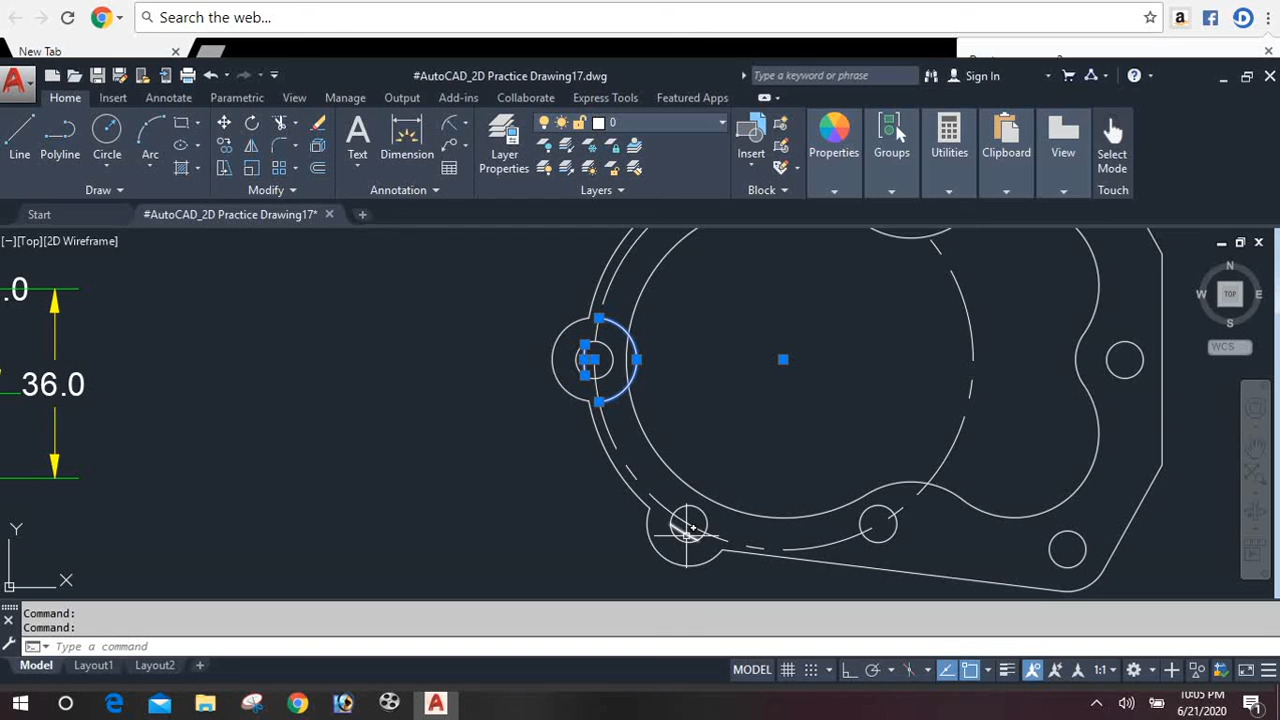 Search the web...
New Tab
#AutoCAD_2D Practice Drawing17.dwg
Type a keyword or phrase
Sign In
Home Insert Annotate Parametric View Manage Output Add-ins Collaborate Express Tools Featured Apps
0
Line Polyline Circle Arc Text Dimension Layer Properties Insert Properties Groups Utilities Clipboard View Select Mode
Draw Modify Annotation Layers Block Touch
Start #AutoCAD_2D Practice Drawing17*
[−][Top][2D Wireframe]
N
W TOP E
S
WCS
.0
36.0
Y
X
Command:
Command:
Type a command
Model Layout1 Layout2
MODEL 1:1
10:05 PM
6/21/2020